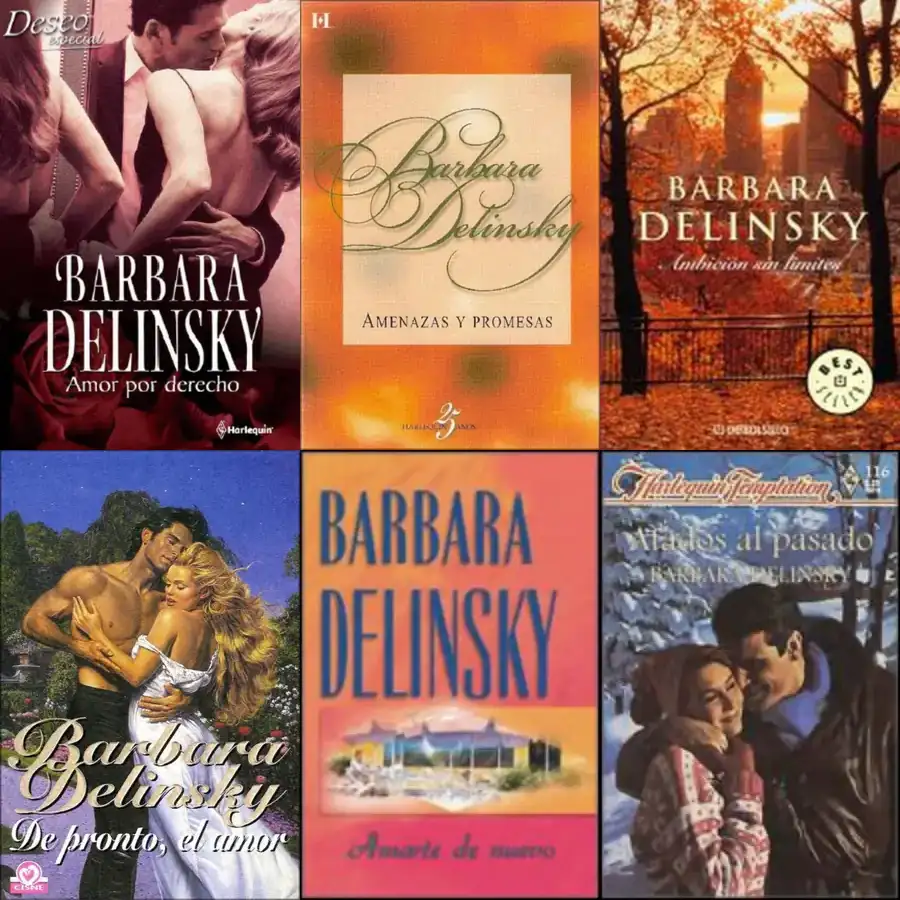 Deseo
especial
BARBARA
DELINSKY
Amor por derecho
Harlequin
H
Barbara
Delinsky
AMENAZAS Y PROMESAS
25
HARLEQUIN AÑOS
BARBARA
DELINSKY
Ambición sin límites
BEST
SELLER
DEBOLSILLO
Barbara
Delinsky
De pronto, el amor
CISNE
BARBARA
DELINSKY
Amarte de nuevo
Harlequin Temptation
116
Atados al pasado
BARBARA DELINSKY